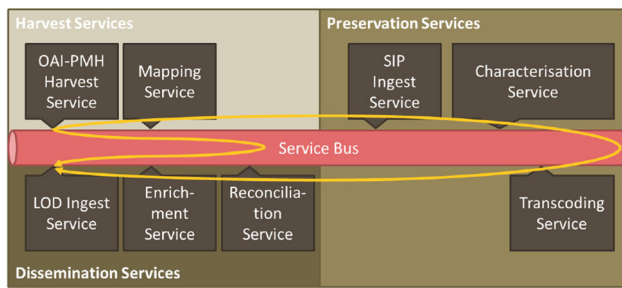 Harvest Services
Preservation Services
OAI-PMH
Harvest
Service
Mapping
Service
SIP
Ingest
Service
Characterisation
Service
Service Bus
LOD Ingest
Service
Enrich-
ment
Service
Reconcilia-
tion
Service
Transcoding
Service
Dissemination Services